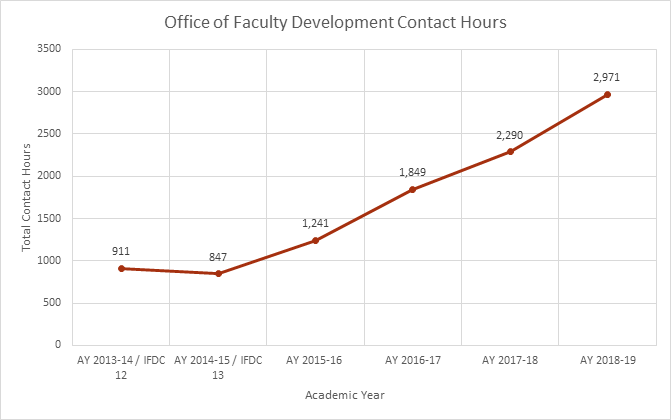 Office of Faculty Development Contact Hours
3500
3000
2500
2000
1500
1000
500
0
Total Contact Hours
911
847
1,241
1,849
2,290
2,971
AY 2013-14 / IFDC
12
AY 2014-15 / IFDC
13
AY 2015-16
AY 2016-17
AY 2017-18
AY 2018-19
Academic Year